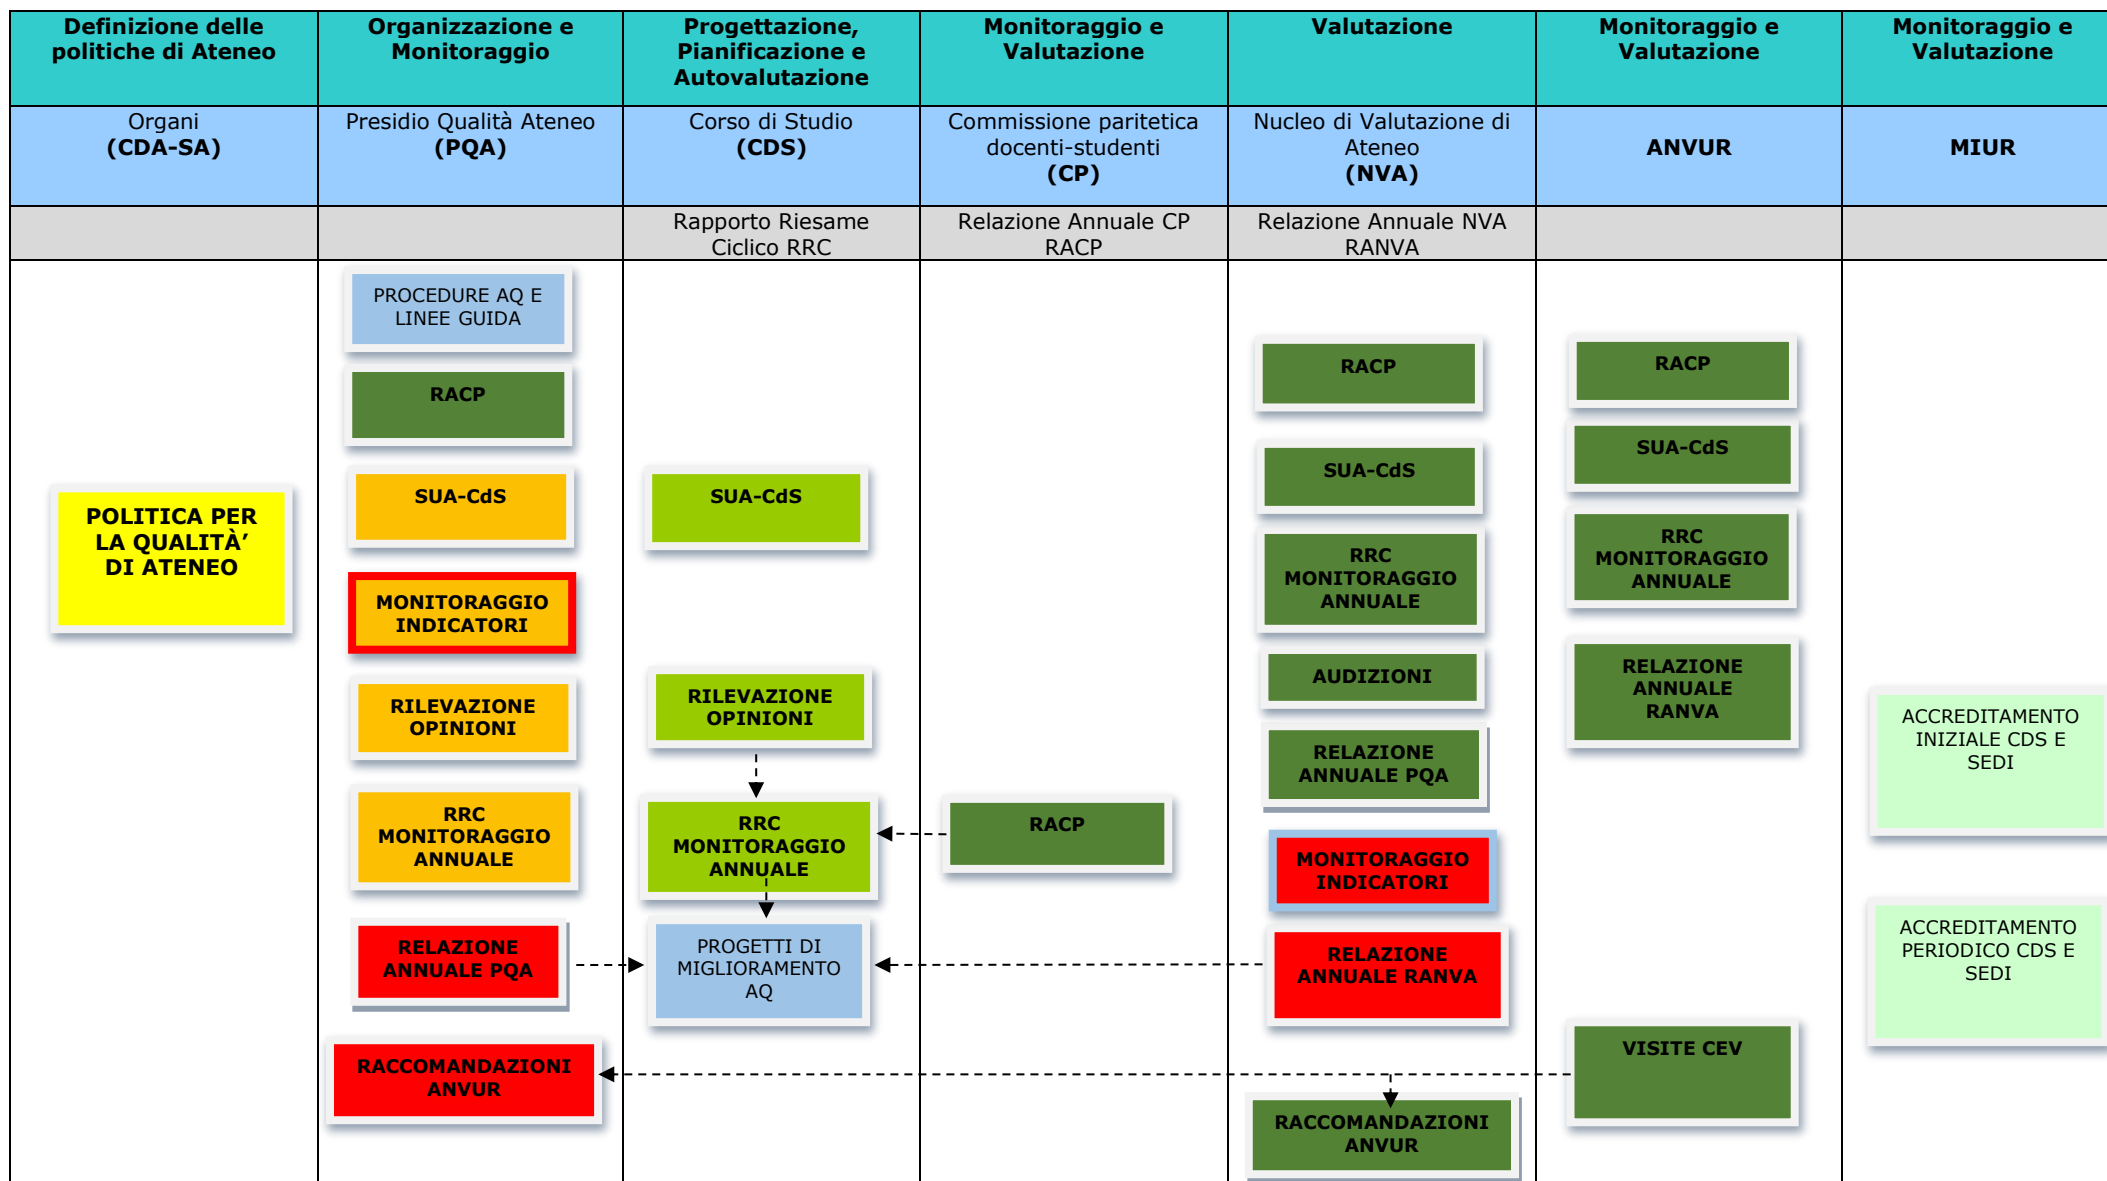 Definizione delle
politiche di Ateneo
Organizzazione e
Monitoraggio
Progettazione,
Pianificazione e
Autovalutazione
Monitoraggio e
Valutazione
Valutazione
Monitoraggio e
Valutazione
Monitoraggio e
Valutazione
Organi
(CDA-SA)
Presidio Qualità Ateneo
(PQA)
Corso di Studio
(CDS)
Commissione paritetica
docenti-studenti
(CP)
Nucleo di Valutazione di
Ateneo
(NVA)
ANVUR
MIUR
Rapporto Riesame
Ciclico RRC
Relazione Annuale CP
RACP
Relazione Annuale NVA
RANVA
POLITICA PER
LA QUALITÀ’
DI ATENEO
PROCEDURE AQ E
LINEE GUIDA
RACP
SUA-CdS
MONITORAGGIO
INDICATORI
RILEVAZIONE
OPINIONI
RRC
MONITORAGGIO
ANNUALE
RELAZIONE
ANNUALE PQA
RACCOMANDAZIONI
ANVUR
SUA-CdS
RILEVAZIONE
OPINIONI
RRC
MONITORAGGIO
ANNUALE
PROGETTI DI
MIGLIORAMENTO
AQ
RACP
RACP
SUA-CdS
RRC
MONITORAGGIO
ANNUALE
AUDIZIONI
RELAZIONE
ANNUALE PQA
MONITORAGGIO
INDICATORI
RELAZIONE
ANNUALE RANVA
RACCOMANDAZIONI
ANVUR
RACP
SUA-CdS
RRC
MONITORAGGIO
ANNUALE
RELAZIONE
ANNUALE
RANVA
VISITE CEV
ACCREDITAMENTO
INIZIALE CDS E
SEDI
ACCREDITAMENTO
PERIODICO CDS E
SEDI